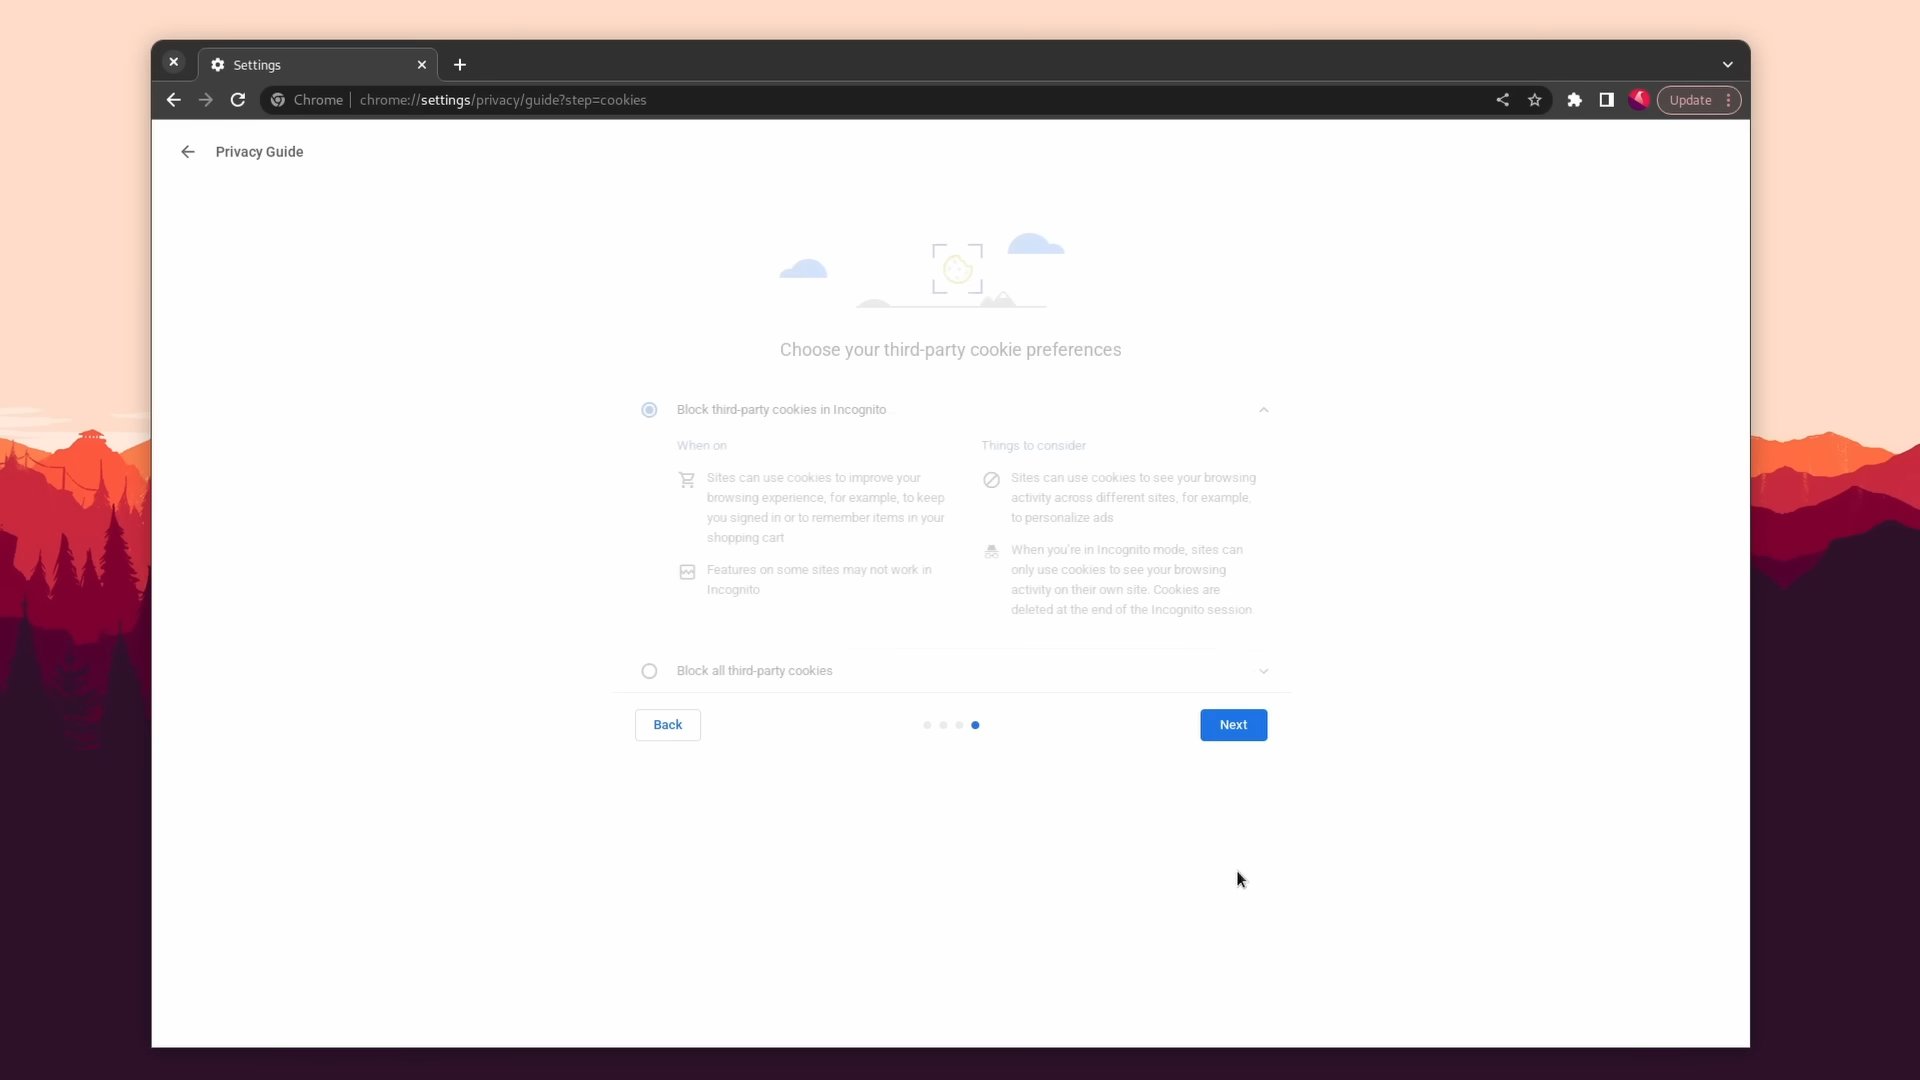 Settings
Chrome chrome://settings/privacy/guide?step=cookies
Update
Privacy Guide
Choose your third-party cookie preferences
Block third-party cookies in Incognito
When on
Sites can use cookies to improve your
browsing experience, for example, to keep
you signed in or to remember items in your
shopping cart
Features on some sites may not work in
Incognito
Things to consider
Sites can use cookies to see your browsing
activity across different sites, for example,
to personalize ads
When you're in Incognito mode, sites can
only use cookies to see your browsing
activity on their own site. Cookies are
deleted at the end of the Incognito session
Block all third-party cookies
Back
Next